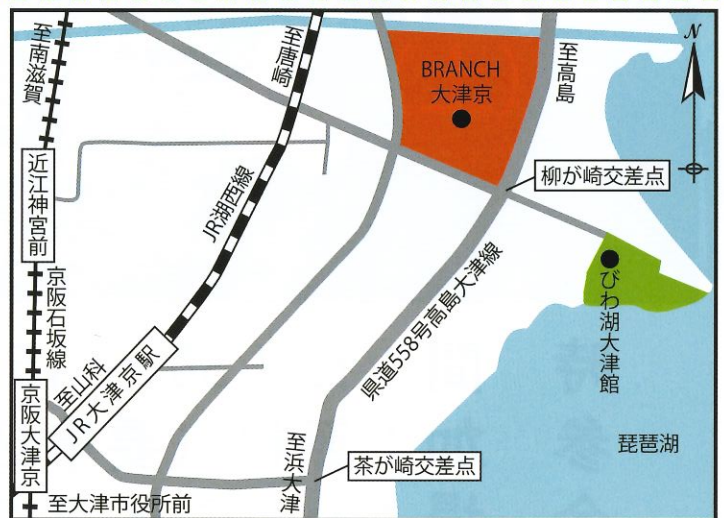 至南滋賀
至唐崎
BRANCH
大津京
至高島
N
柳が崎交差点
近江神宮前
JR湖西線
京阪石坂線
県道558号高島大津線
びわ湖大津館
至山科
JR大津京駅
京阪大津京
至浜大津
茶が崎交差点
琵琶湖
至大津市役所前